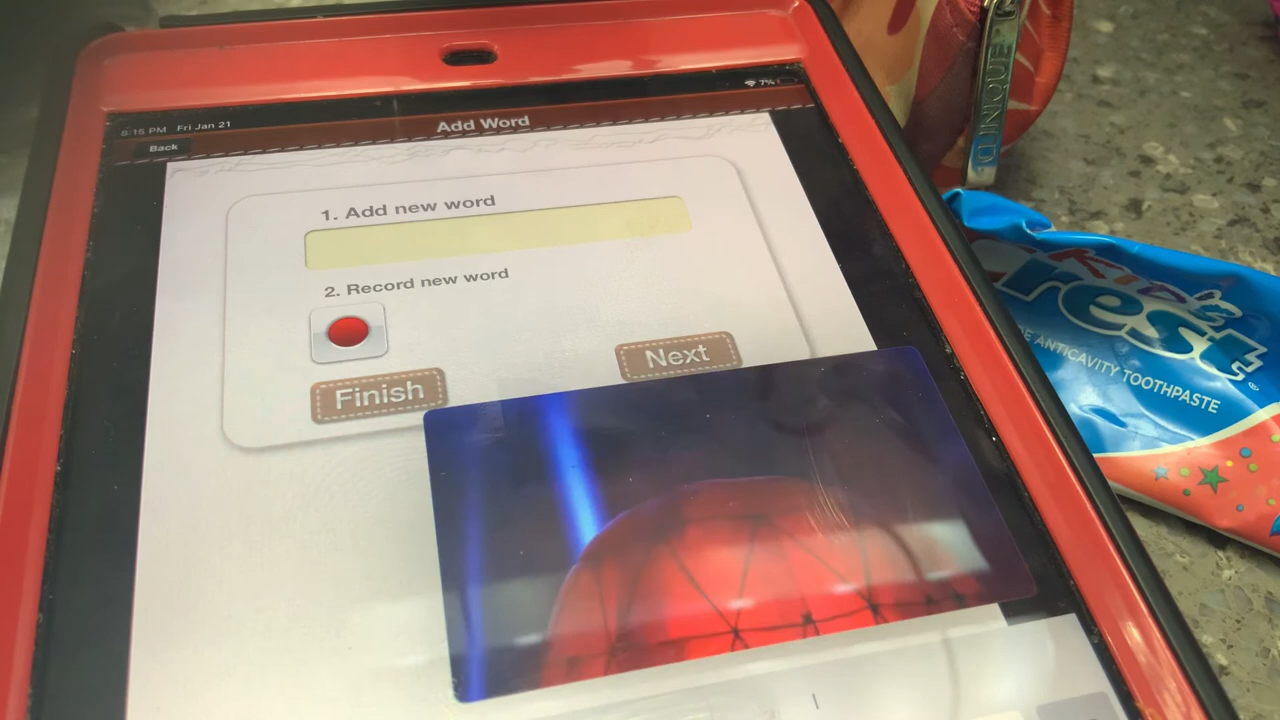 8:15 PM Fri Jan 21
7%
Add Word
Back
1. Add new word
2. Record new word
Next
Finish
CLINIQUE
KID'S
Crest
ANTICAVITY TOOTHPASTE